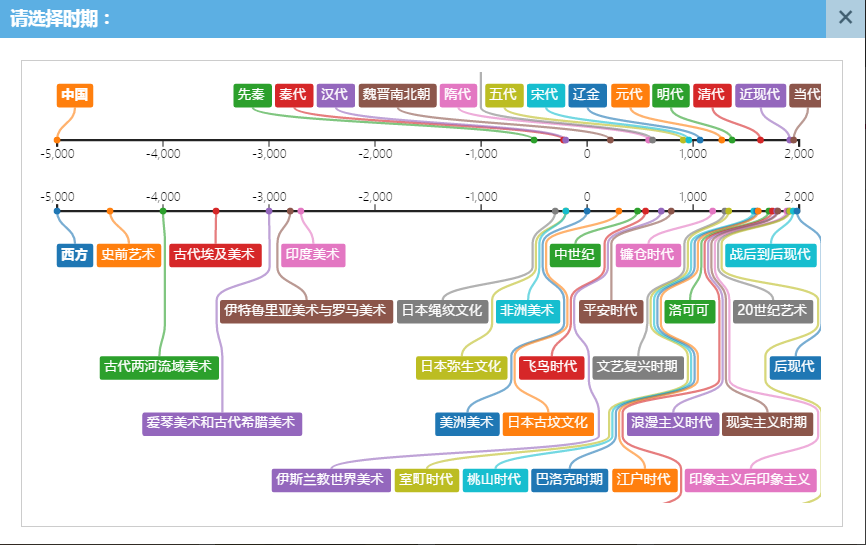 请选择时期：
中国 先秦 秦代 汉代 魏晋南北朝 隋代 五代 宋代 辽金 元代 明代 清代 近现代 当代
-5,000 -4,000 -3,000 -2,000 -1,000 0 1,000 2,000
-5,000 -4,000 -3,000 -2,000 -1,000 0 1,000 2,000
西方 史前艺术 古代埃及美术 印度美术 中世纪 镰仓时代 战后到后现代
伊特鲁里亚美术与罗马美术 日本绳纹文化 非洲美术 平安时代 洛可可 20世纪艺术
古代两河流域美术 日本弥生文化 飞鸟时代 文艺复兴时期 后现代
爱琴美术和古代希腊美术 美洲美术 日本古坟文化 浪漫主义时代 现实主义时期
伊斯兰教世界美术 室町时代 桃山时代 巴洛克时期 江户时代 印象主义后印象主义